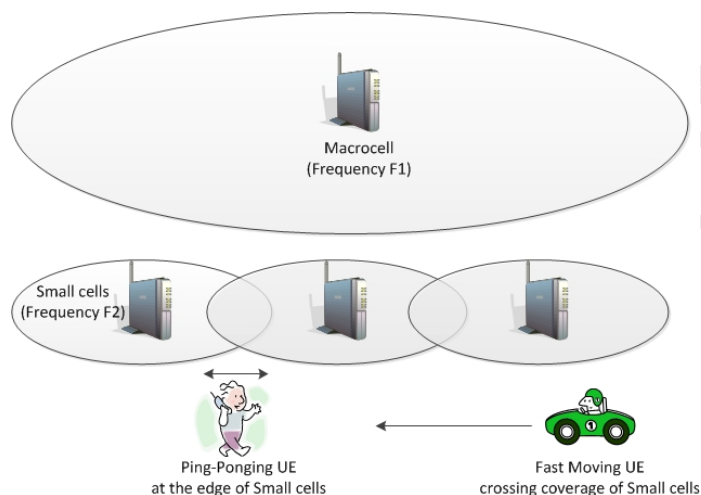 Macrocell
(Frequency F1)
Small cells
(Frequency F2)
1
Ping-Ponging UE
at the edge of Small cells
Fast Moving UE
crossing coverage of Small cells